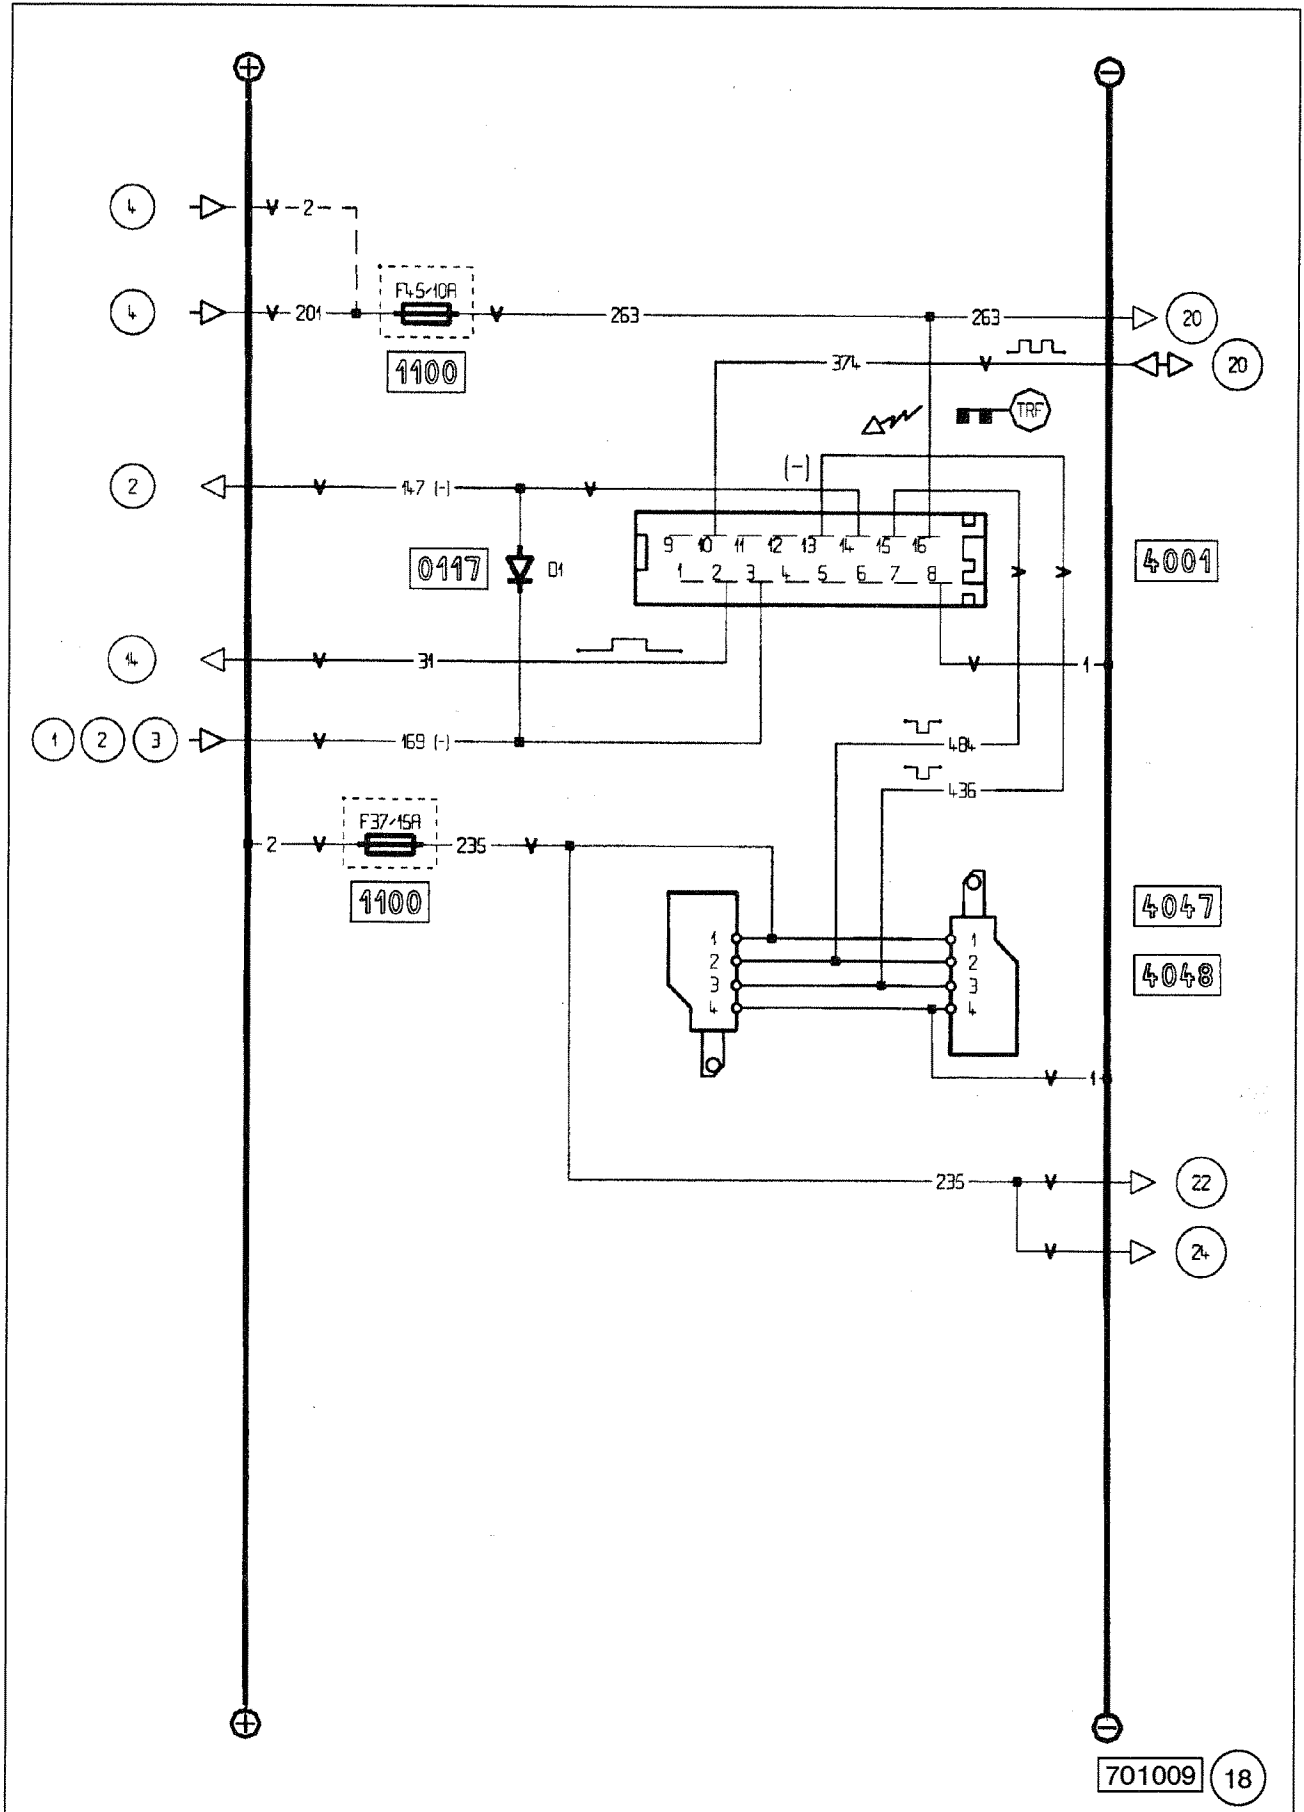 4
V 2
4
V 201
F45/10A
V
263
263
20
1100
374
V
20
TRF
(-)
2
V
147 (-)
V
9 10 11 12 13 14 15 16
1 2 3 4 5 6 7 8
0117
D1
V V
4001
14
V
31
V
1
1 2 3
V
169 (-)
484
436
F37/15A
2
V
235
V
1100
4047
1 1
2 2
4048
3 3
4 4
V
1
235
V
22
V
24
701009
18